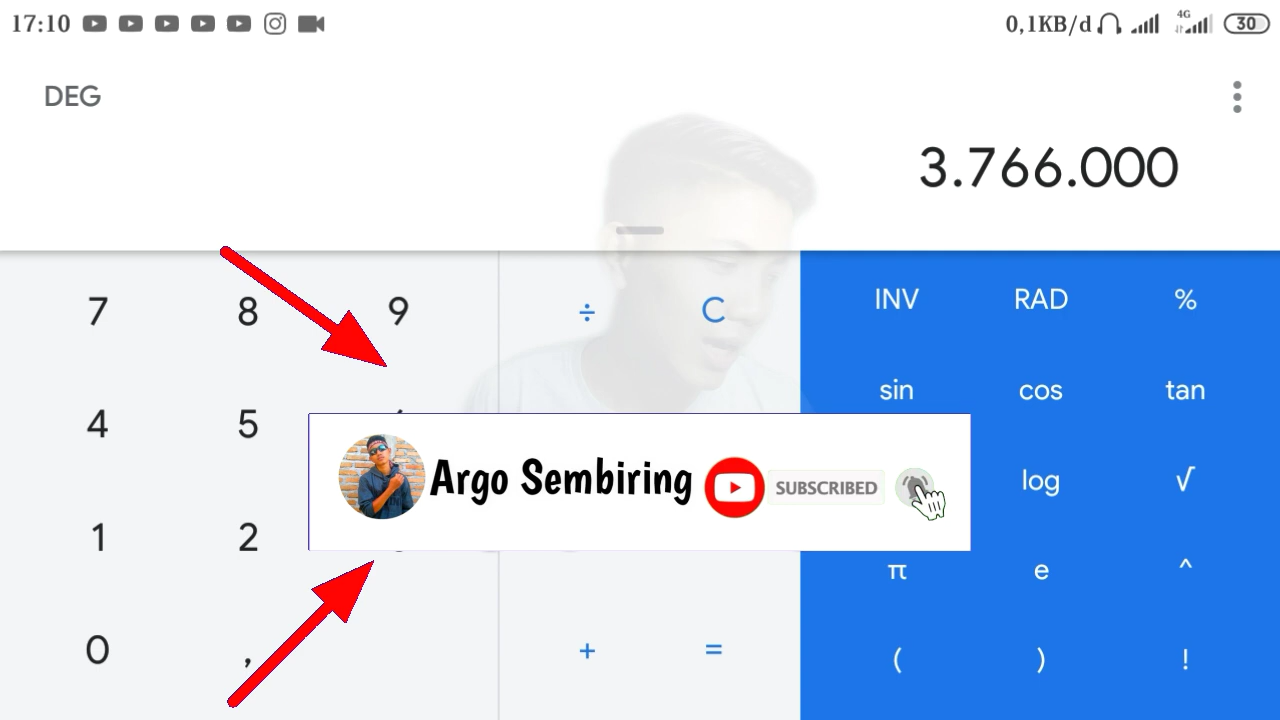 17:10
0,1KB/d
4G
30
DEG
3.766.000
7 8 9 ÷ C INV RAD %
sin cos tan
4 5
Argo Sembiring SUBSCRIBED
log √
1 2
π e ^
0 , + = ( ) !